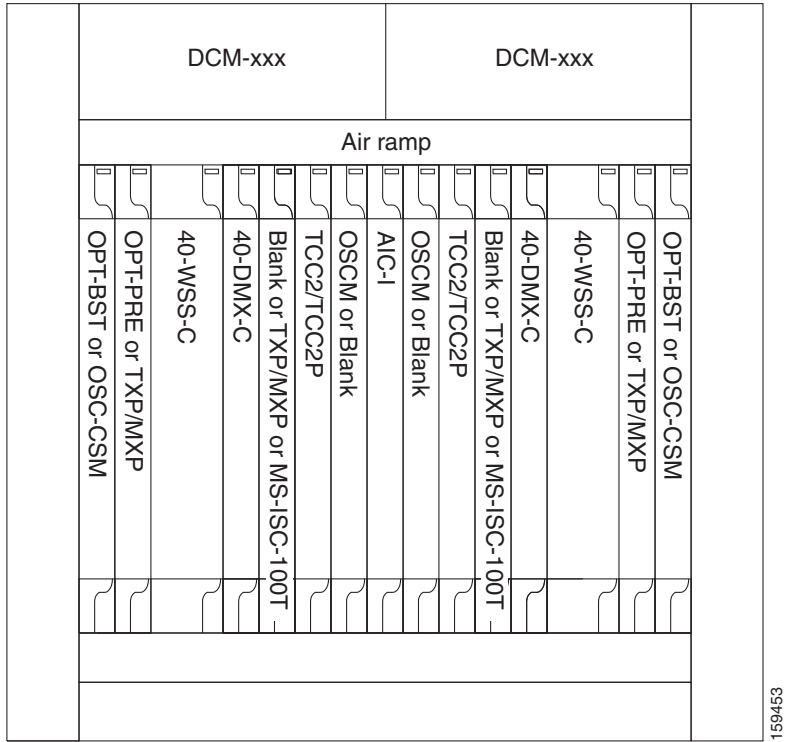 DCM-xxx
DCM-xxx
Air ramp
OPT-BST or OSC-CSM
OPT-PRE or TXP/MXP
40-WSS-C
40-DMX-C
Blank or TXP/MXP or MS-ISC-100T
TCC2/TCC2P
OSCM or Blank
AIC-I
OSCM or Blank
TCC2/TCC2P
Blank or TXP/MXP or MS-ISC-100T
40-DMX-C
40-WSS-C
OPT-PRE or TXP/MXP
OPT-BST or OSC-CSM
159453